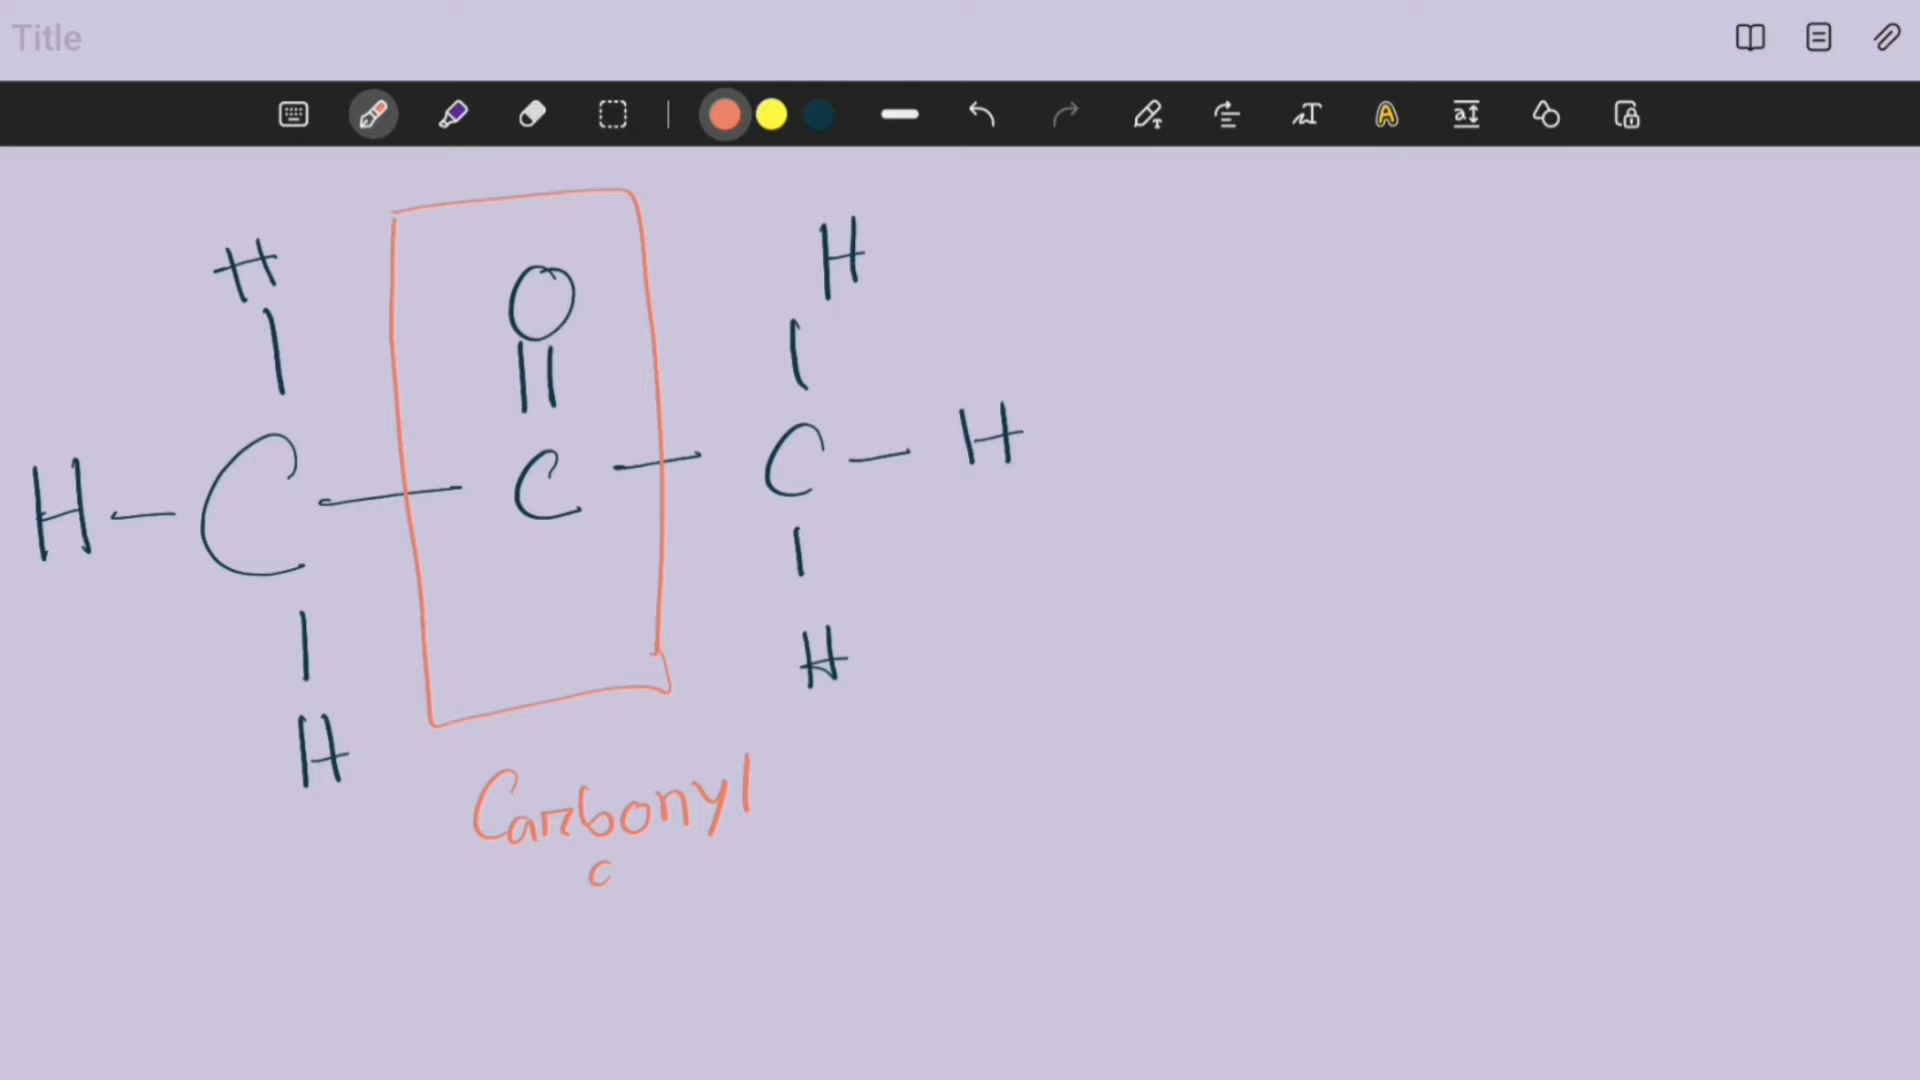 Title
H
O
H
H - C - C - C - H
H
H
Carbonyl
c